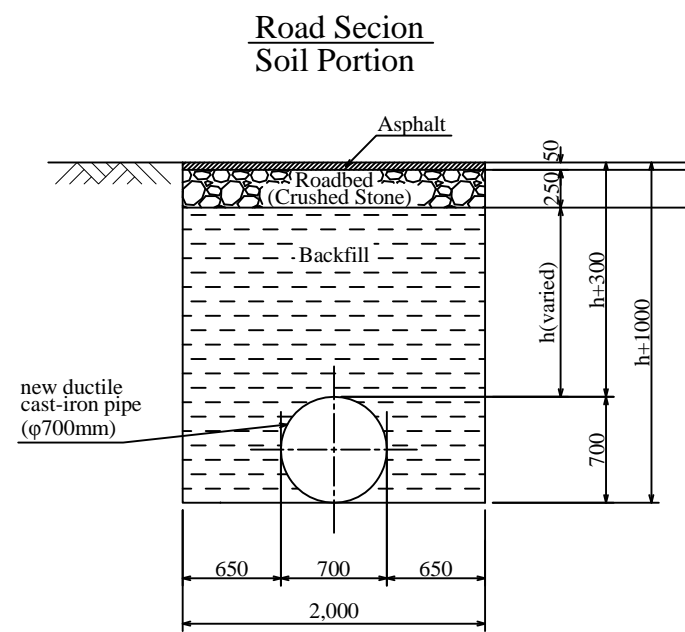 Road Secion
Soil Portion
Asphalt
50
Roadbed
(Crushed Stone)
250
Backfill
h(varied)
h+300
h+1000
new ductile
cast-iron pipe
(φ700mm)
700
650
700
650
2,000